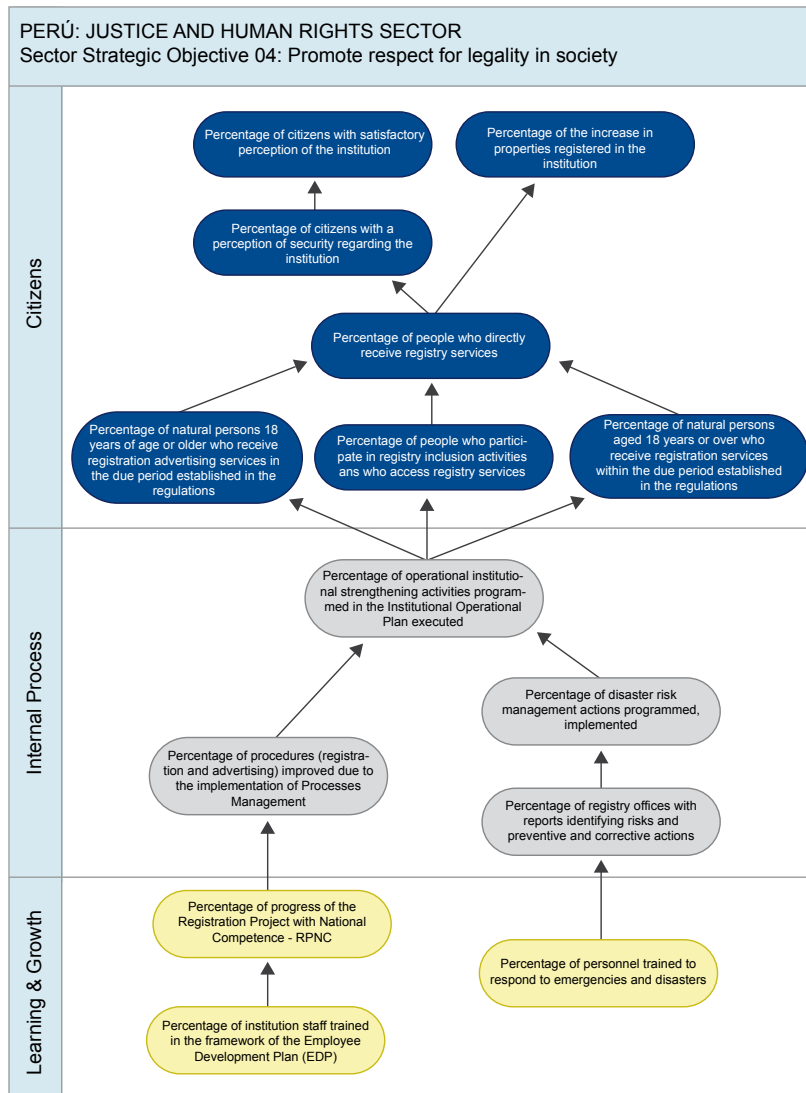 PERÚ: JUSTICE AND HUMAN RIGHTS SECTOR
Sector Strategic Objective 04: Promote respect for legality in society
Citizens
Percentage of citizens with satisfactory
perception of the institution
Percentage of the increase in
properties registered in the
institution
Percentage of citizens with a
perception of security regarding the
institution
Percentage of people who directly
receive registry services
Percentage of natural persons 18
years of age or older who receive
registration advertising services in
the due period established in the
regulations
Percentage of people who partic-
ipate in registry inclusion activities
ans who access registry services
Percentage of natural persons
aged 18 years or over who
receive registration services
within the due period established
in the regulations
Internal Process
Percentage of operational institutio-
nal strengthening activities program-
med in the Institutional Operational
Plan executed
Percentage of disaster risk
management actions programmed,
implemented
Percentage of procedures (registra-
tion and advertising) improved due to
the implementation of Processes
Management
Percentage of registry offices with
reports identifying risks and
preventive and corrective actions
Learning & Growth
Percentage of progress of the
Registration Project with National
Competence - RPNC
Percentage of personnel trained to
respond to emergencies and disasters
Percentage of institution staff trained
in the framework of the Employee
Development Plan (EDP)